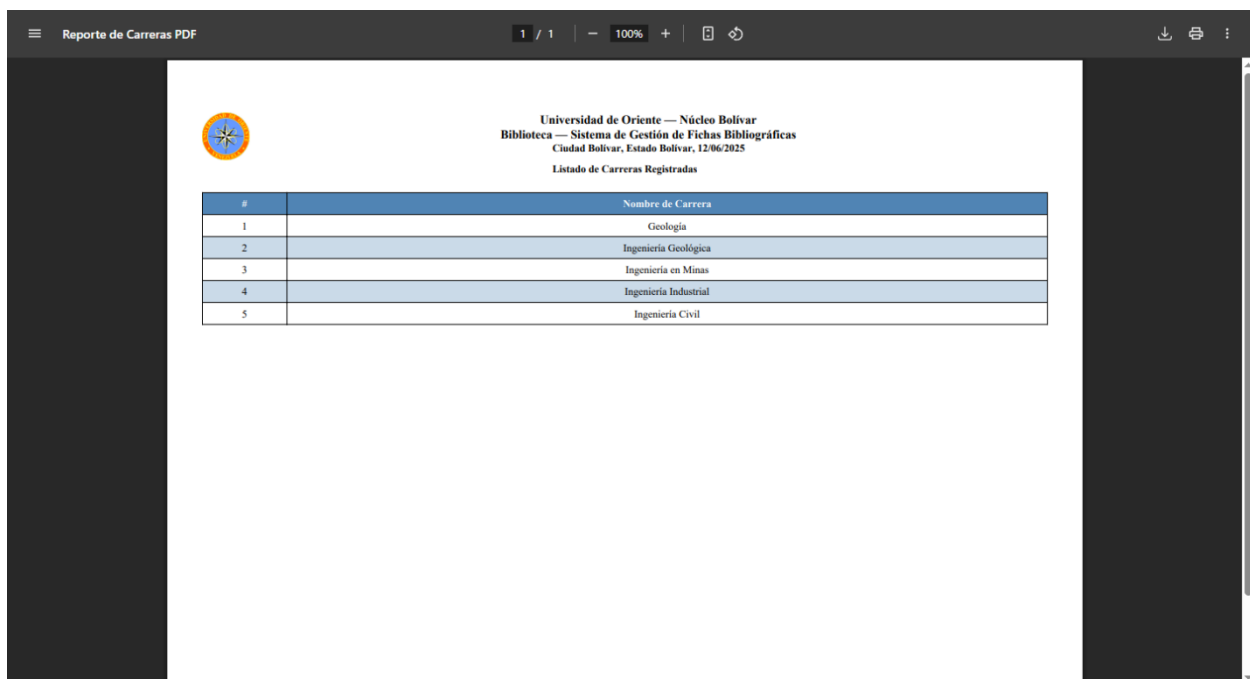 Reporte de Carreras PDF
1 / 1
100%
Universidad de Oriente — Núcleo Bolívar
Biblioteca — Sistema de Gestión de Fichas Bibliográficas
Ciudad Bolívar, Estado Bolívar, 12/06/2025
Listado de Carreras Registradas
# Nombre de Carrera
1 Geología
2 Ingeniería Geológica
3 Ingeniería en Minas
4 Ingeniería Industrial
5 Ingeniería Civil